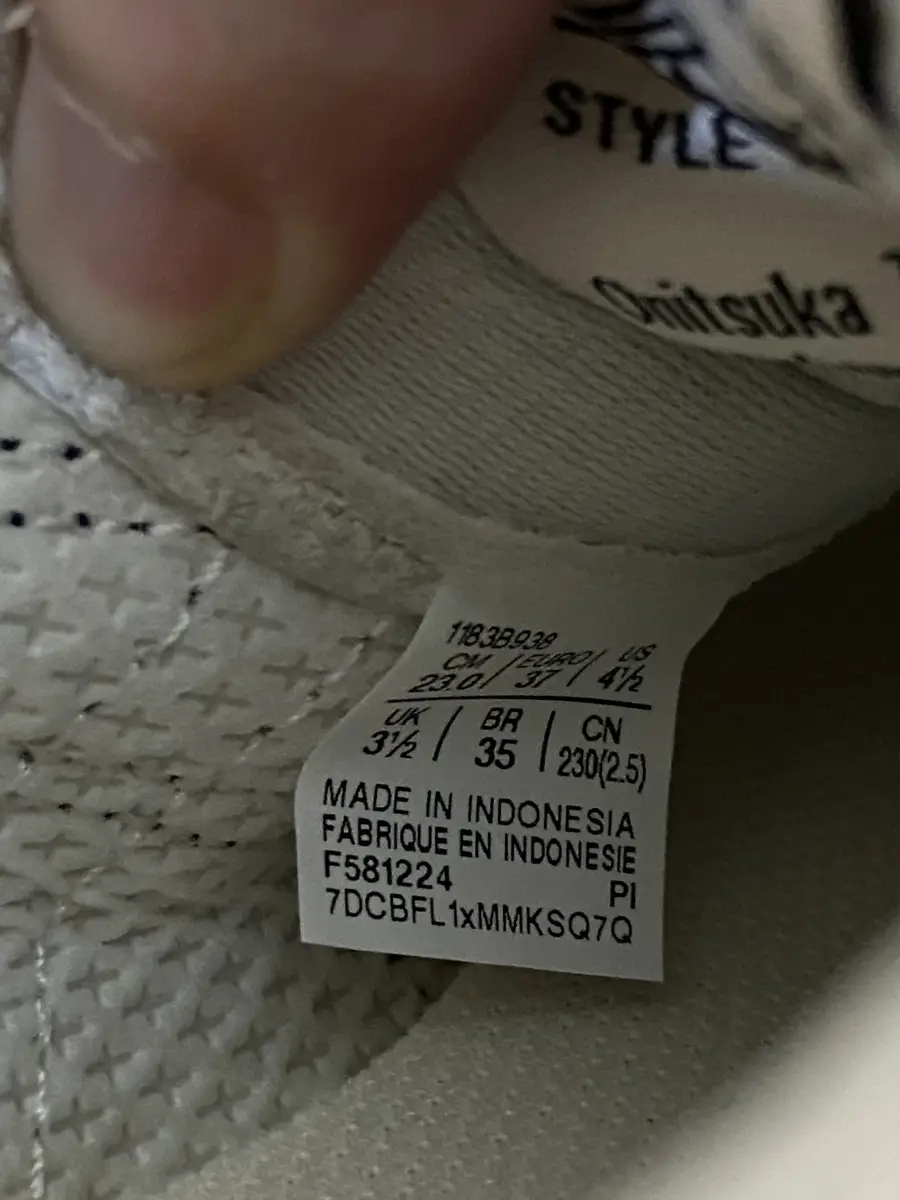 STYLE
Onitsuka
1183B938
CM / EURO / US
23.0 / 37 / 4½
UK / BR / CN
3½ / 35 / 230(2.5)
MADE IN INDONESIA
FABRIQUE EN INDONESIE
F581224 PI
7DCBFL1xMMKSQ7Q